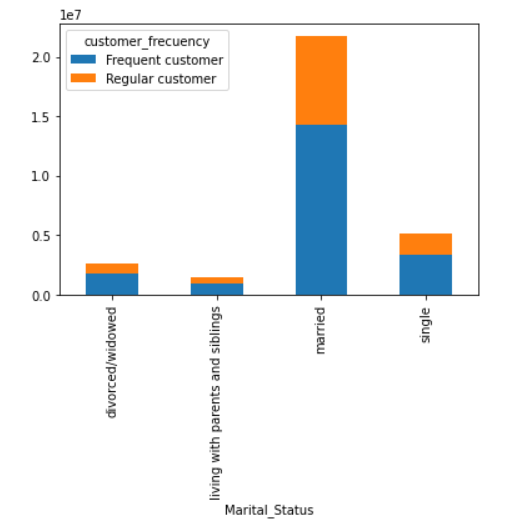 1e7
customer_frecuency
Frequent customer
Regular customer
2.0
1.5
1.0
0.5
0.0
divorced/widowed
living with parents and siblings
married
single
Marital_Status